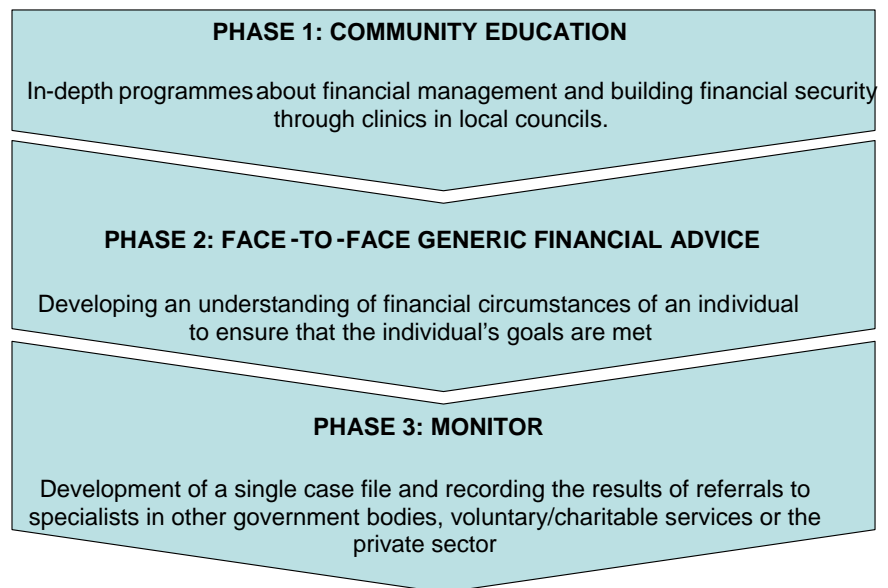 PHASE 1: COMMUNITY EDUCATION
In-depth programmes about financial management and building financial security
through clinics in local councils.
PHASE 2: FACE-TO-FACE GENERIC FINANCIAL ADVICE
Developing an understanding of financial circumstances of an individual
to ensure that the individual's goals are met
PHASE 3: MONITOR
Development of a single case file and recording the results of referrals to
specialists in other government bodies, voluntary/charitable services or the
private sector